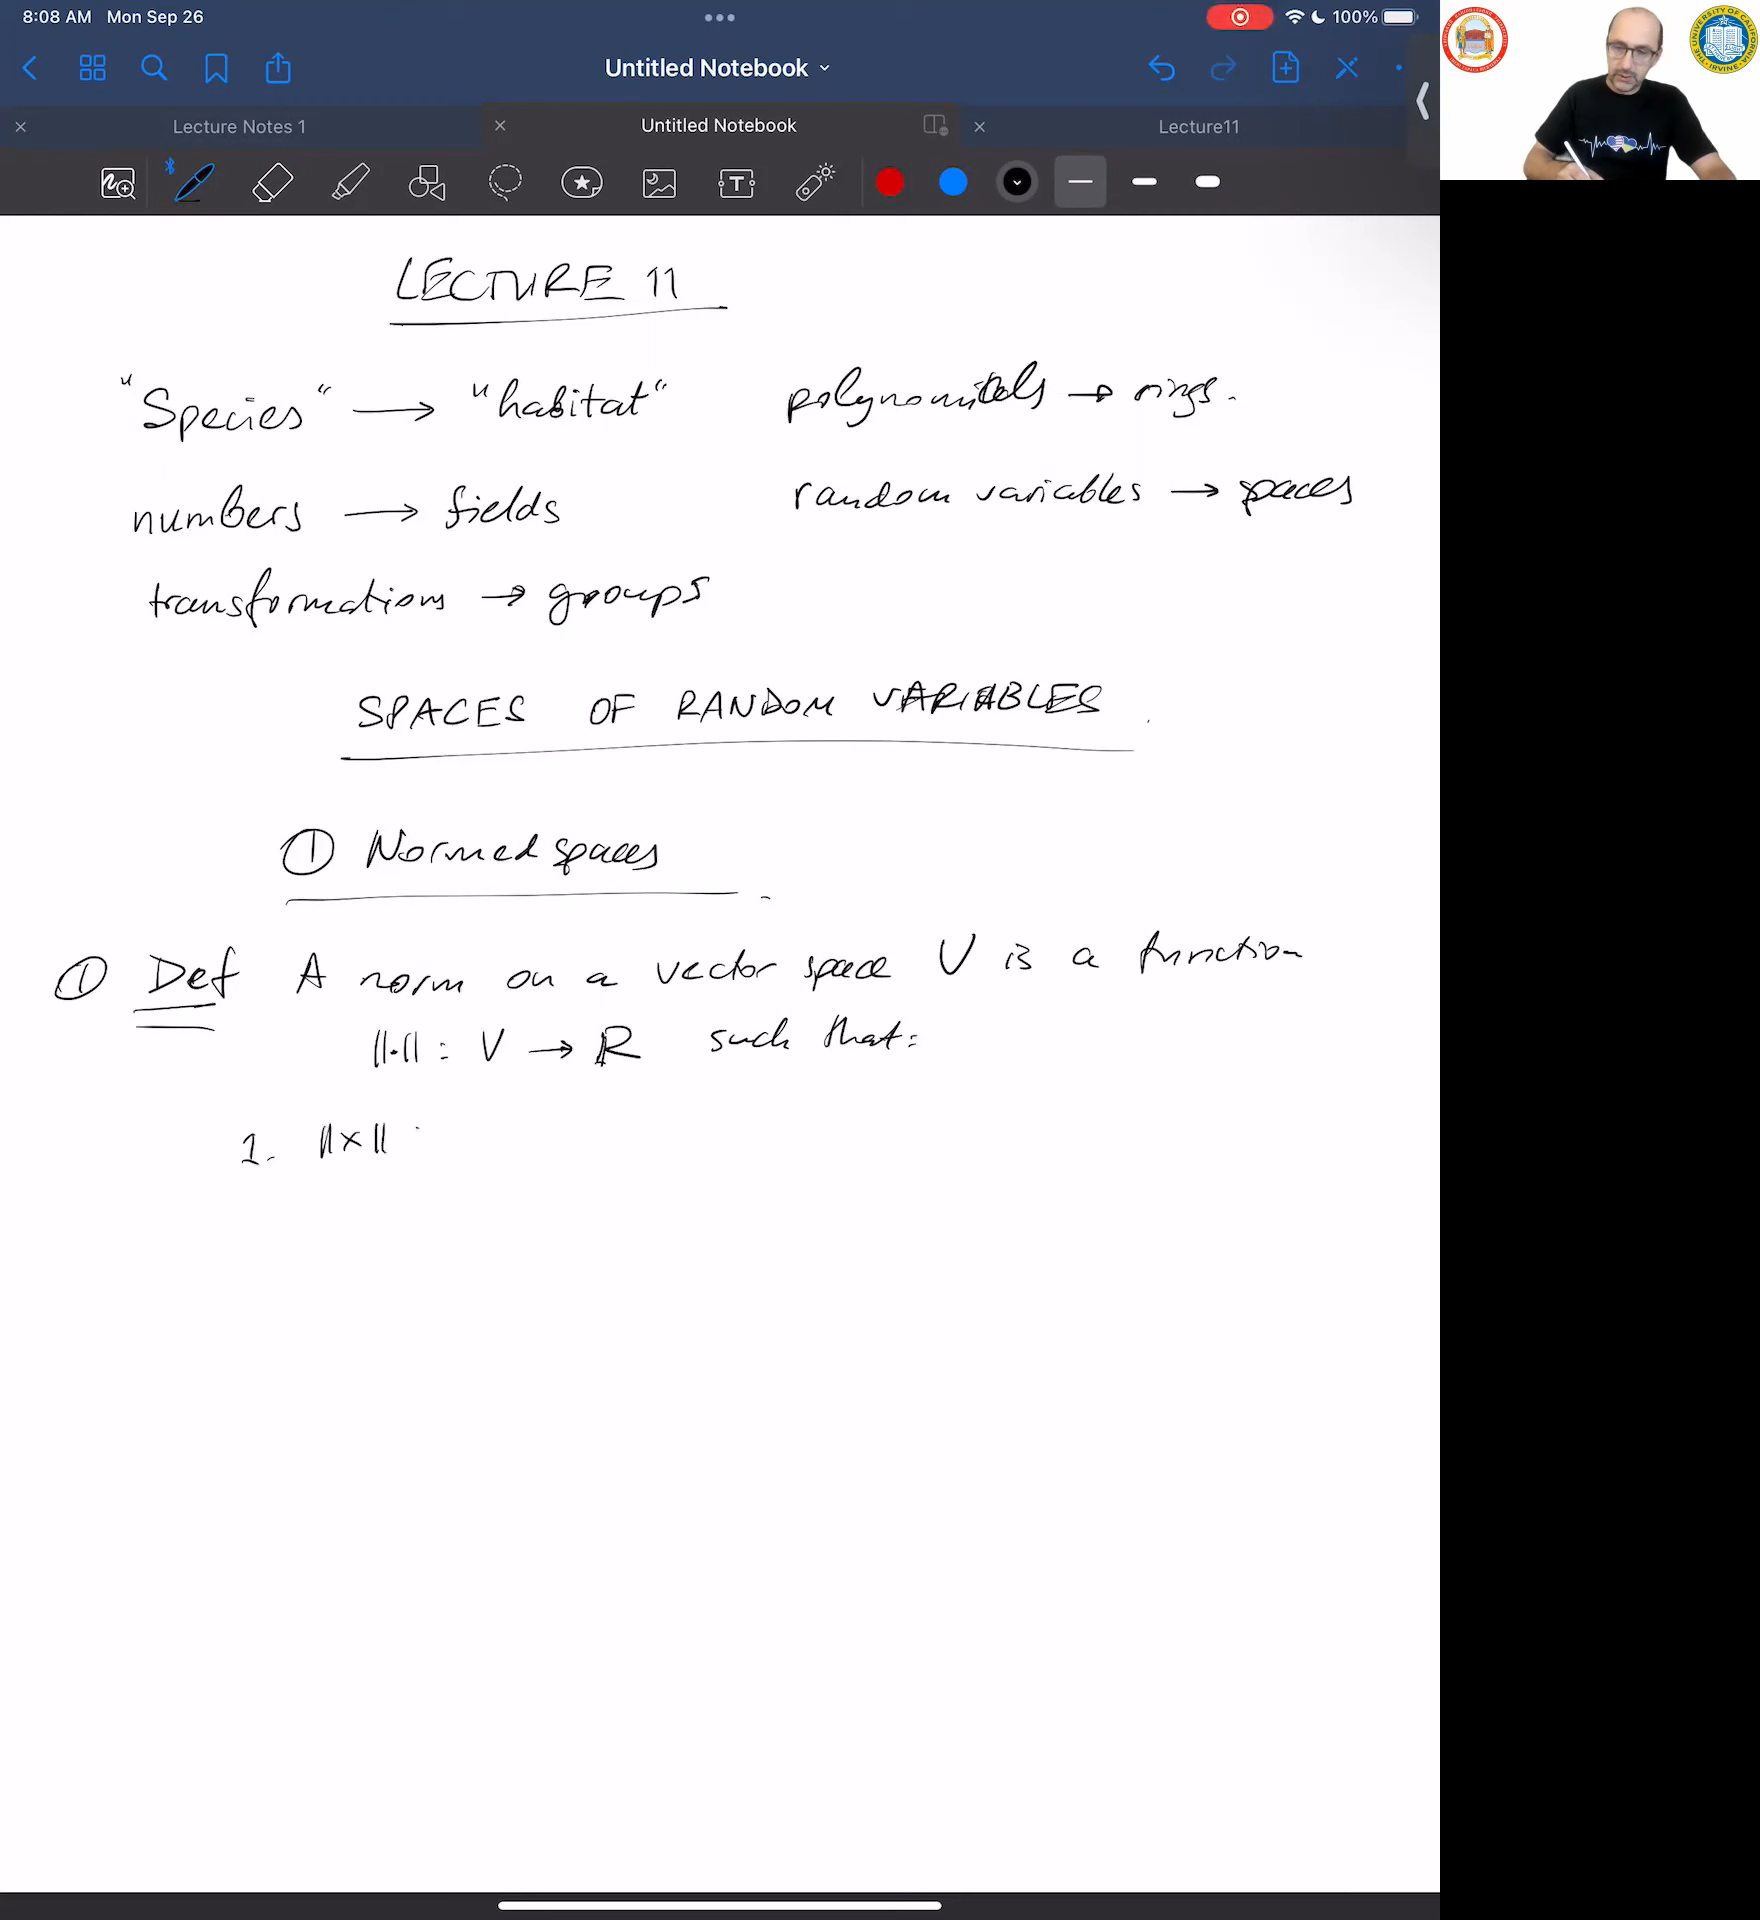 8:08 AM Mon Sep 26
100%
Untitled Notebook
Lecture Notes 1
Untitled Notebook
Lecture11
LECTURE 11
"Species" → "habitat"
polynomials → rings.
numbers → fields
random variables → spaces
transformations → groups
SPACES OF RANDOM VARIABLES
① Normed spaces
① Def A norm on a vector space V is a function
||·|| : V → R such that:
1. ||x||